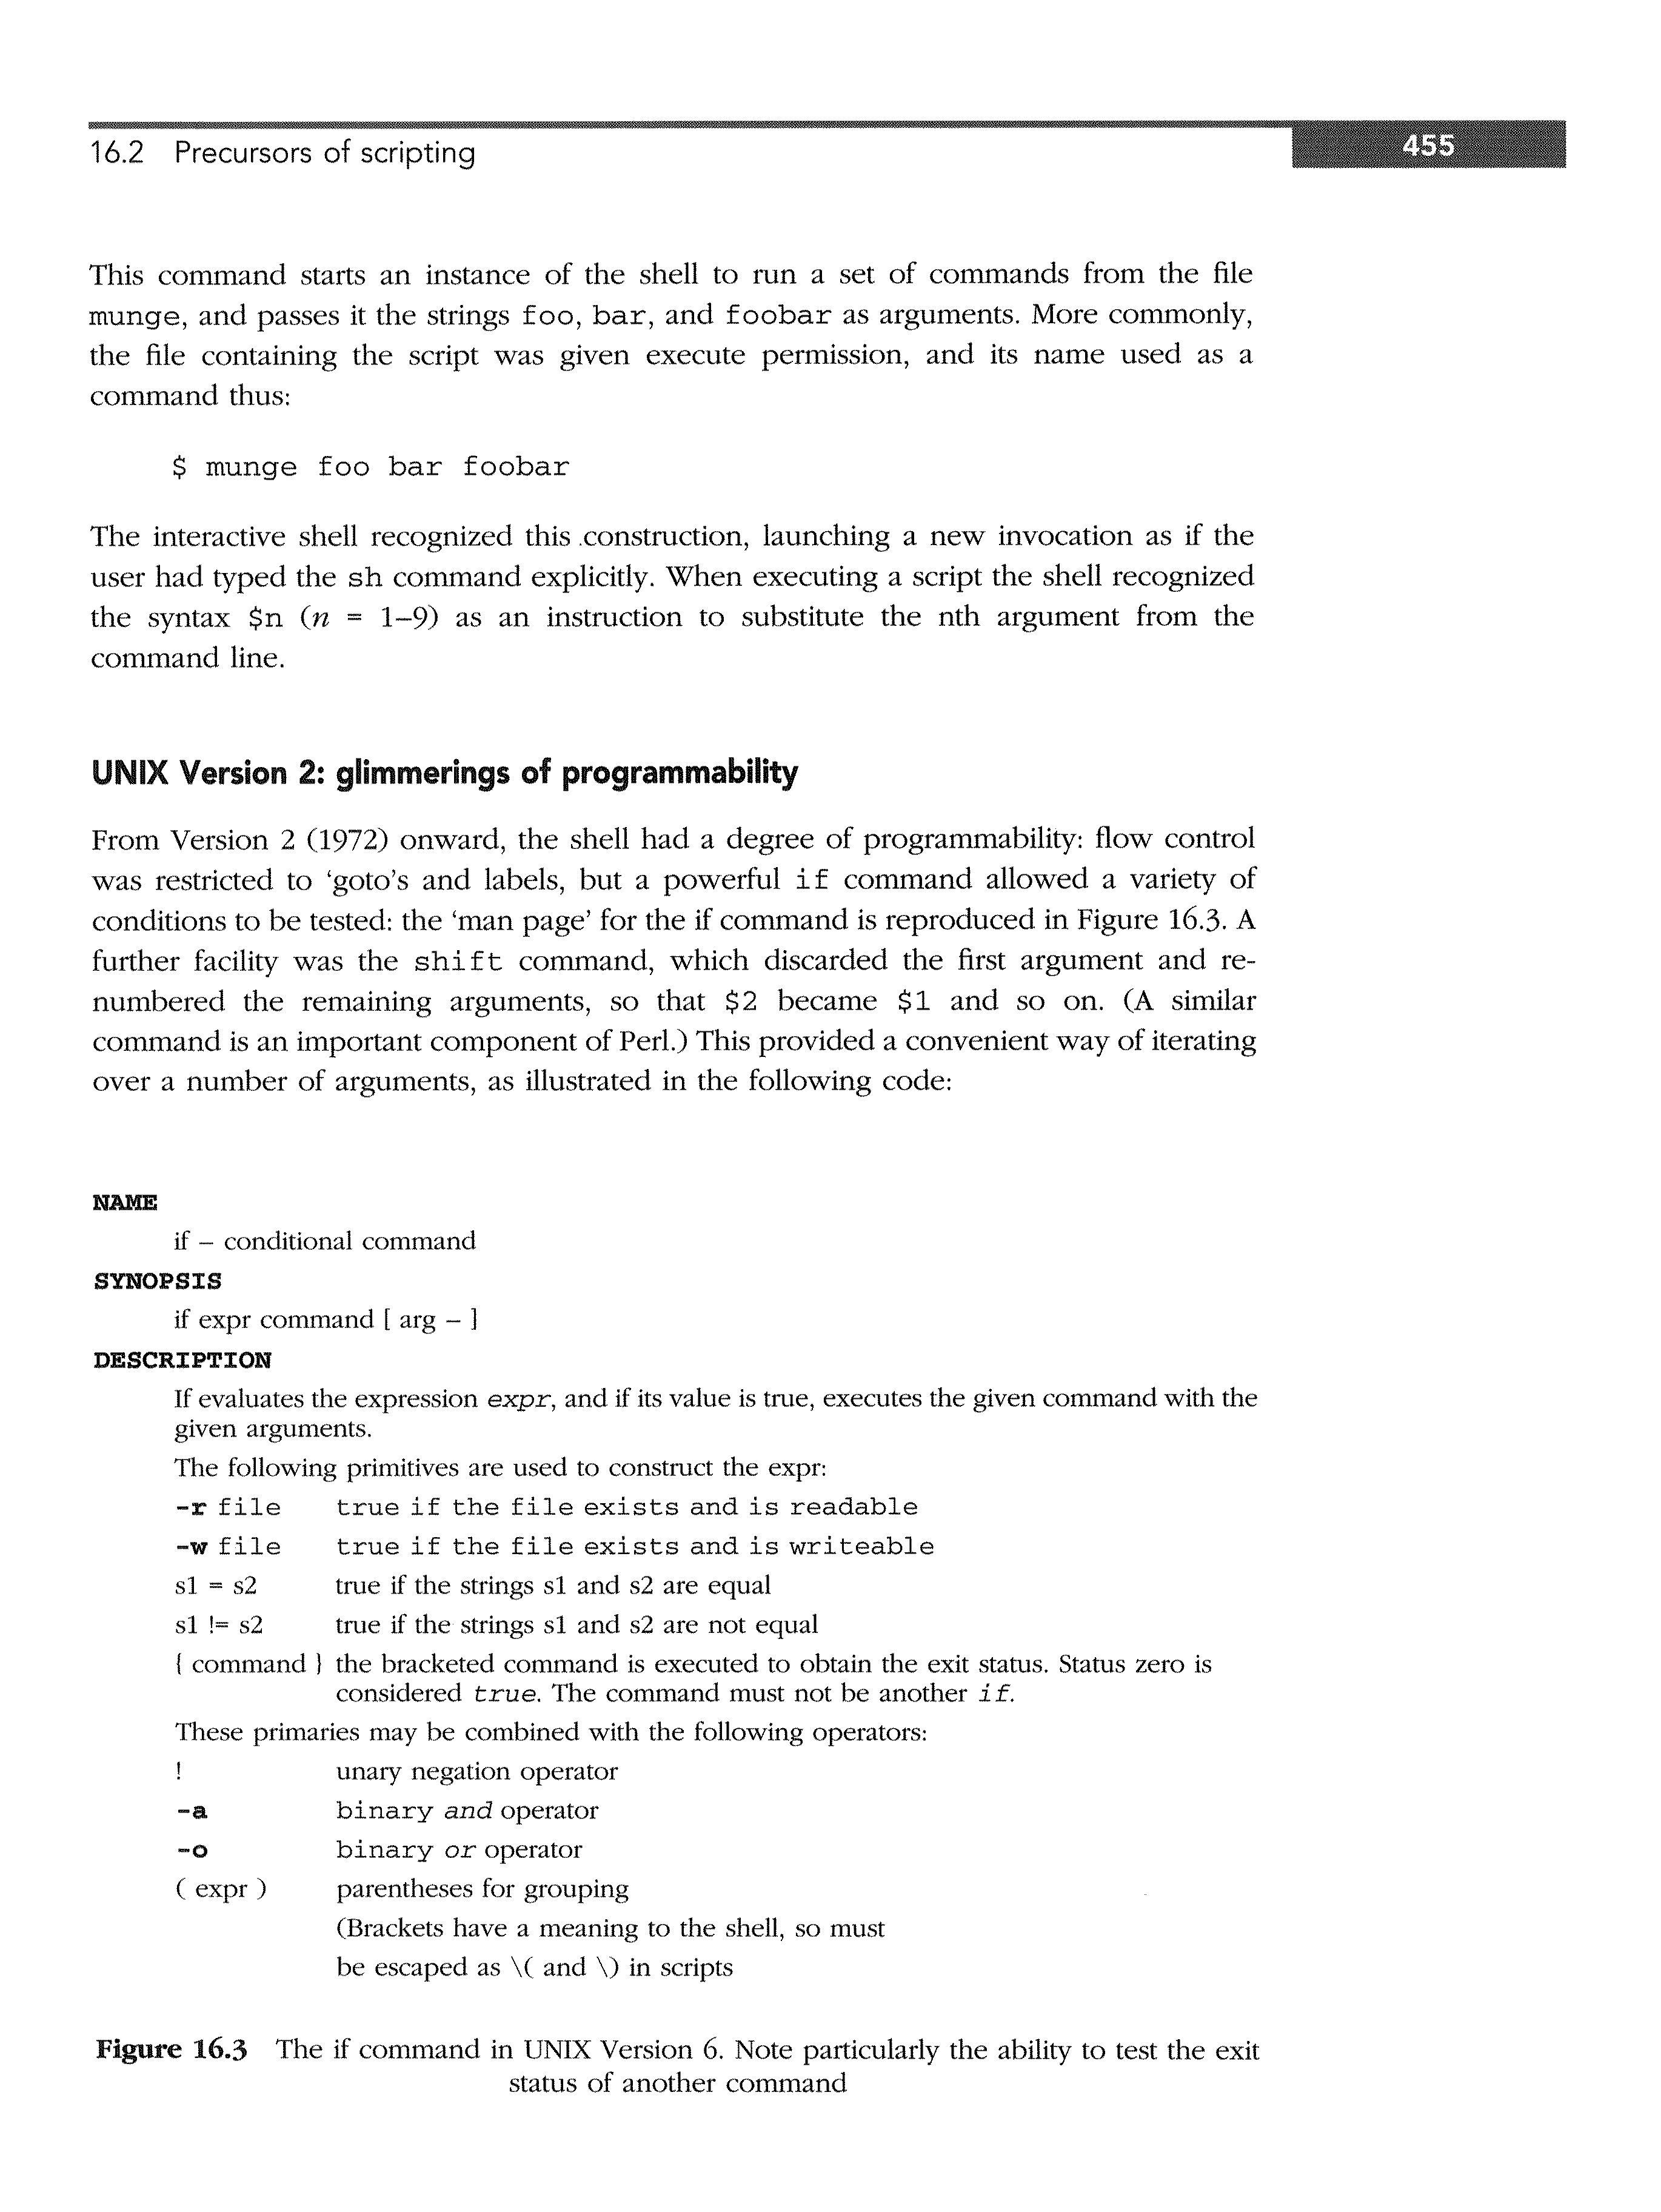 16.2 Precursors of scripting
455
This command starts an instance of the shell to run a set of commands from the file
munge, and passes it the strings foo, bar, and foobar as arguments. More commonly,
the file containing the script was given execute permission, and its name used as a
command thus:
$ munge foo bar foobar
The interactive shell recognized this .construction, launching a new invocation as if the
user had typed the sh command explicitly. When executing a script the shell recognized
the syntax $n (n = 1–9) as an instruction to substitute the nth argument from the
command line.
UNIX Version 2: glimmerings of programmability
From Version 2 (1972) onward, the shell had a degree of programmability: flow control
was restricted to ‘goto’s and labels, but a powerful if command allowed a variety of
conditions to be tested: the ‘man page’ for the if command is reproduced in Figure 16.3. A
further facility was the shift command, which discarded the first argument and re-
numbered the remaining arguments, so that $2 became $1 and so on. (A similar
command is an important component of Perl.) This provided a convenient way of iterating
over a number of arguments, as illustrated in the following code:
NAME
if – conditional command
SYNOPSIS
if expr command [ arg – ]
DESCRIPTION
If evaluates the expression expr, and if its value is true, executes the given command with the
given arguments.
The following primitives are used to construct the expr:
-r file true if the file exists and is readable
-w file true if the file exists and is writeable
s1 = s2 true if the strings s1 and s2 are equal
s1 != s2 true if the strings s1 and s2 are not equal
{ command } the bracketed command is executed to obtain the exit status. Status zero is
considered true. The command must not be another if.
These primaries may be combined with the following operators:
! unary negation operator
-a binary and operator
-o binary or operator
( expr ) parentheses for grouping
(Brackets have a meaning to the shell, so must
be escaped as \( and \) in scripts
Figure 16.3 The if command in UNIX Version 6. Note particularly the ability to test the exit
status of another command